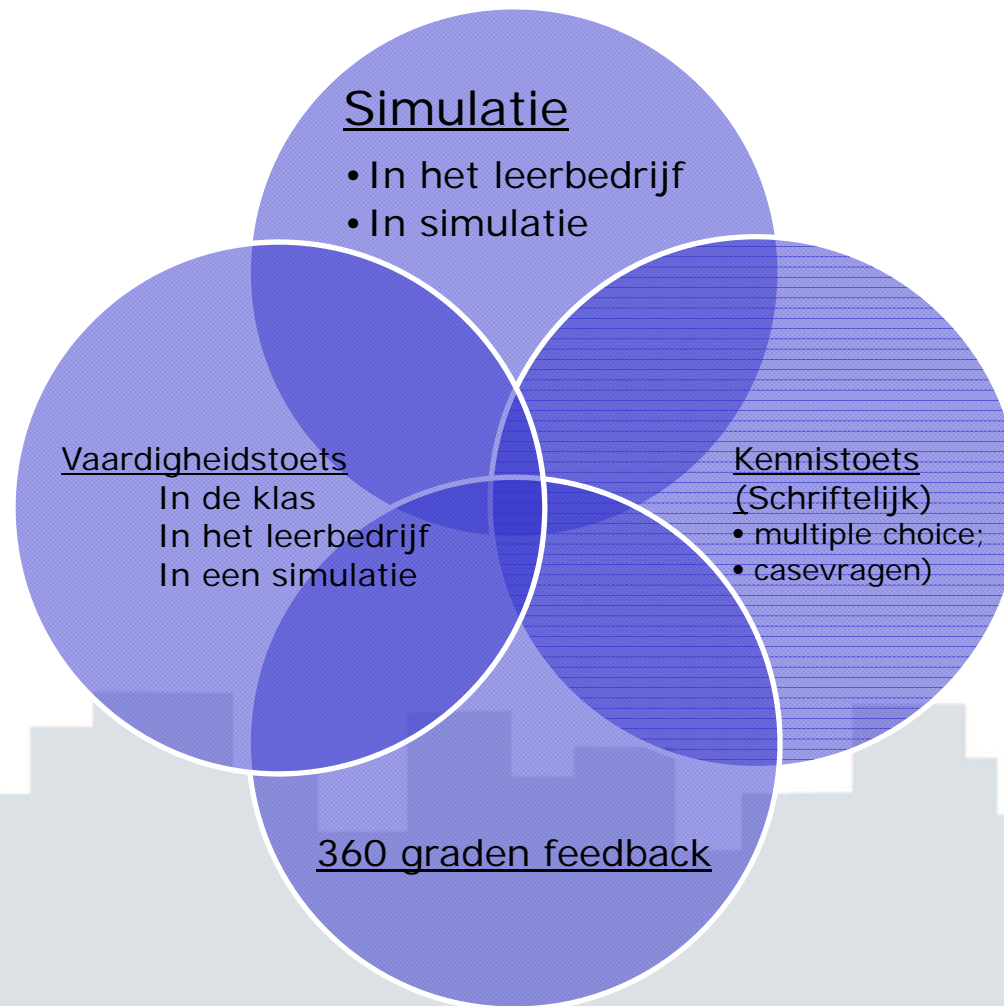 Simulatie
• In het leerbedrijf
• In simulatie
Vaardigheidstoets
In de klas
In het leerbedrijf
In een simulatie
Kennistoets
(Schriftelijk)
• multiple choice;
• casevragen)
360 graden feedback